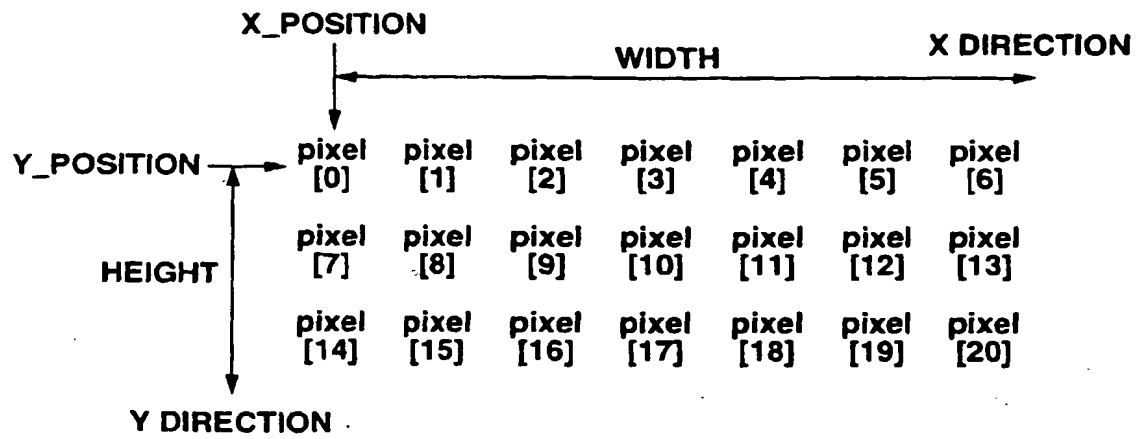 X_POSITION
WIDTH
X DIRECTION
Y_POSITION
pixel pixel pixel pixel pixel pixel pixel
[0] [1] [2] [3] [4] [5] [6]
HEIGHT
pixel pixel pixel pixel pixel pixel pixel
[7] [8] [9] [10] [11] [12] [13]
pixel pixel pixel pixel pixel pixel pixel
[14] [15] [16] [17] [18] [19] [20]
Y DIRECTION